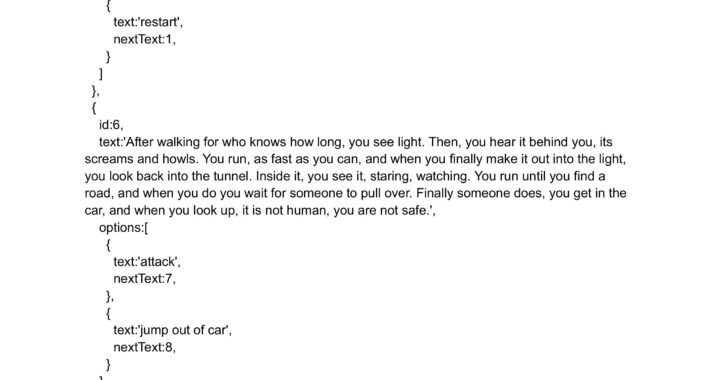 {
text:'restart',
nextText:1,
}
]
},
{
id:6,
text:'After walking for who knows how long, you see light. Then, you hear it behind you, its
screams and howls. You run, as fast as you can, and when you finally make it out into the light,
you look back into the tunnel. Inside it, you see it, staring, watching. You run until you find a
road, and when you do you wait for someone to pull over. Finally someone does, you get in the
car, and when you look up, it is not human, you are not safe.',
options:[
{
text:'attack',
nextText:7,
},
{
text:'jump out of car',
nextText:8,
}
]